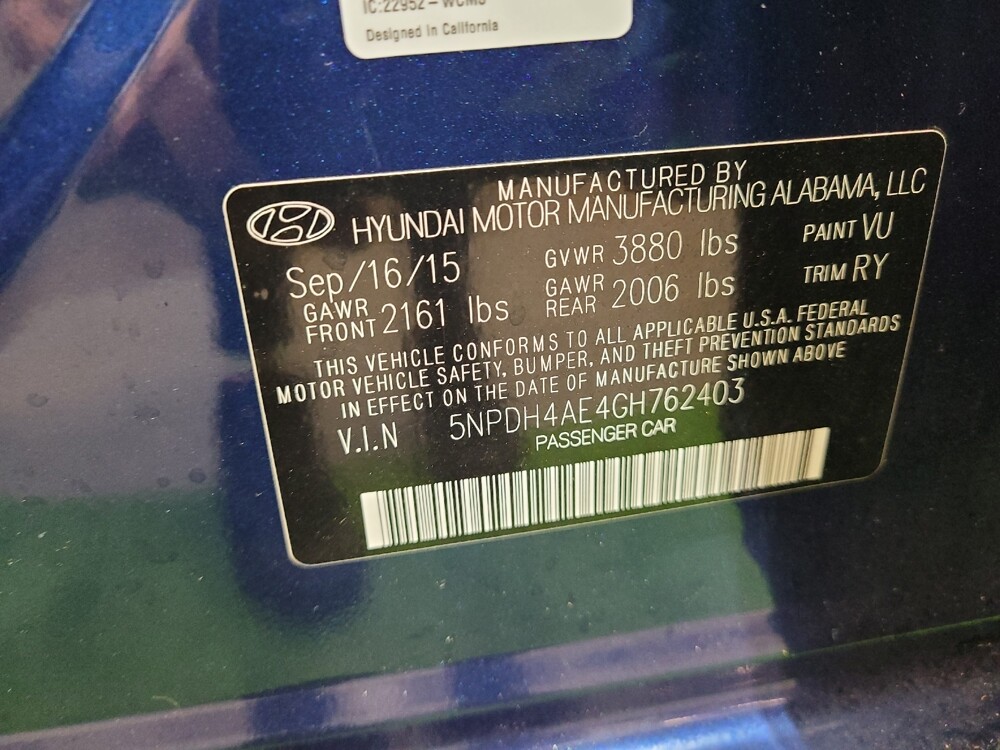 IC:22952-WCM3
Designed in California
MANUFACTURED BY
HYUNDAI MOTOR MANUFACTURING ALABAMA, LLC
Sep/16/15 GVWR 3880 lbs PAINT VU
GAWR FRONT 2161 lbs GAWR REAR 2006 lbs TRIM RY
THIS VEHICLE CONFORMS TO ALL APPLICABLE U.S.A. FEDERAL
MOTOR VEHICLE SAFETY, BUMPER, AND THEFT PREVENTION STANDARDS
IN EFFECT ON THE DATE OF MANUFACTURE SHOWN ABOVE
V.I.N 5NPDH4AE4GH762403
PASSENGER CAR